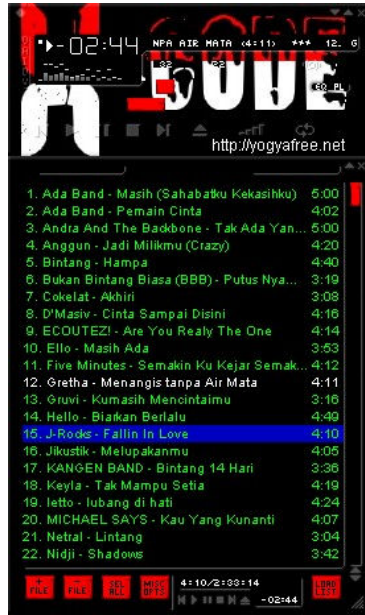 -02:44
NPA AIR MATA (4:11) *** 12. G
32
EQ PL
http://yogyafree.net
1. Ada Band - Masih (Sahabatku Kekasihku) 5:00
2. Ada Band - Pemain Cinta 4:02
3. Andra And The Backbone - Tak Ada Yan... 5:00
4. Anggun - Jadi Milikmu (Crazy) 4:20
5. Bintang - Hampa 4:40
6. Bukan Bintang Biasa (BBB) - Putus Nya... 3:19
7. Cokelat - Akhiri 3:08
8. D'Masiv - Cinta Sampai Disini 4:16
9. ECOUTEZ! - Are You Realy The One 4:14
10. Ello - Masih Ada 3:53
11. Five Minutes - Semakin Ku Kejar Semak... 4:12
12. Gretha - Menangis tanpa Air Mata 4:11
13. Gruvi - Kumasih Mencintaimu 3:16
14. Hello - Biarkan Berlalu 4:49
15. J-Rocks - Fallin In Love 4:10
16. Jikustik - Melupakanmu 4:05
17. KANGEN BAND - Bintang 14 Hari 3:36
18. Keyla - Tak Mampu Setia 4:19
19. letto - lubang di hati 4:24
20. MICHAEL SAYS - Kau Yang Kunanti 4:07
21. Netral - Lintang 3:04
22. Nidji - Shadows 3:42
+ FILE - FILE SEL ALL MISC OPTS 4:10/2:33:14 LOAD LIST
-02:44